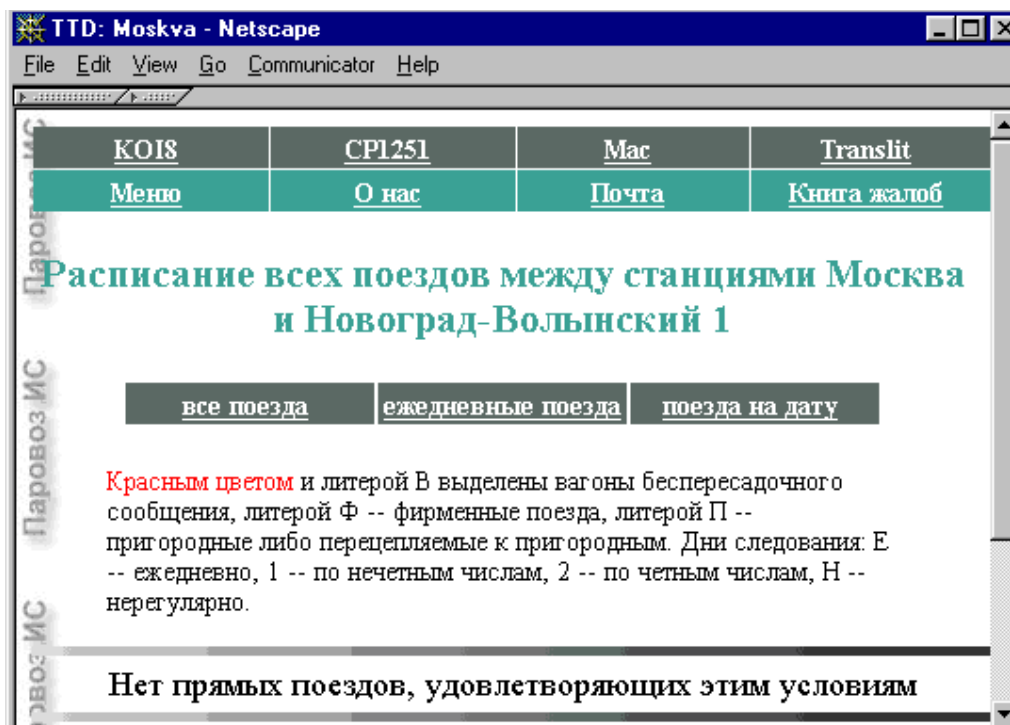 TTD: Moskva - Netscape
File Edit View Go Communicator Help
KOI8 CP1251 Mac Translit
Меню О нас Почта Книга жалоб
Расписание всех поездов между станциями Москва
и Новоград-Волынский 1
все поезда ежедневные поезда поезда на дату
Красным цветом и литерой В выделены вагоны беспересадочного
сообщения, литерой Ф -- фирменные поезда, литерой П --
пригородные либо перецепляемые к пригородным. Дни следования: Е
-- ежедневно, 1 -- по нечетным числам, 2 -- по четным числам, Н --
нерегулярно.
Нет прямых поездов, удовлетворяющих этим условиям
Паровоз ИС
Паровоз ИС
ИС